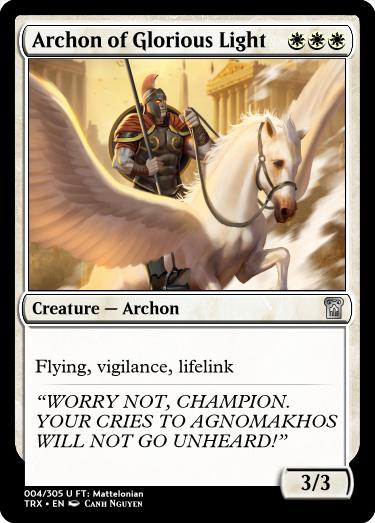 Archon of Glorious Light
Creature — Archon
Flying, vigilance, lifelink
“WORRY NOT, CHAMPION.
YOUR CRIES TO AGNOMAKHOS
WILL NOT GO UNHEARD!”
3/3
004/305 U FT: Mattelonian
TRX • EN Canh Nguyen